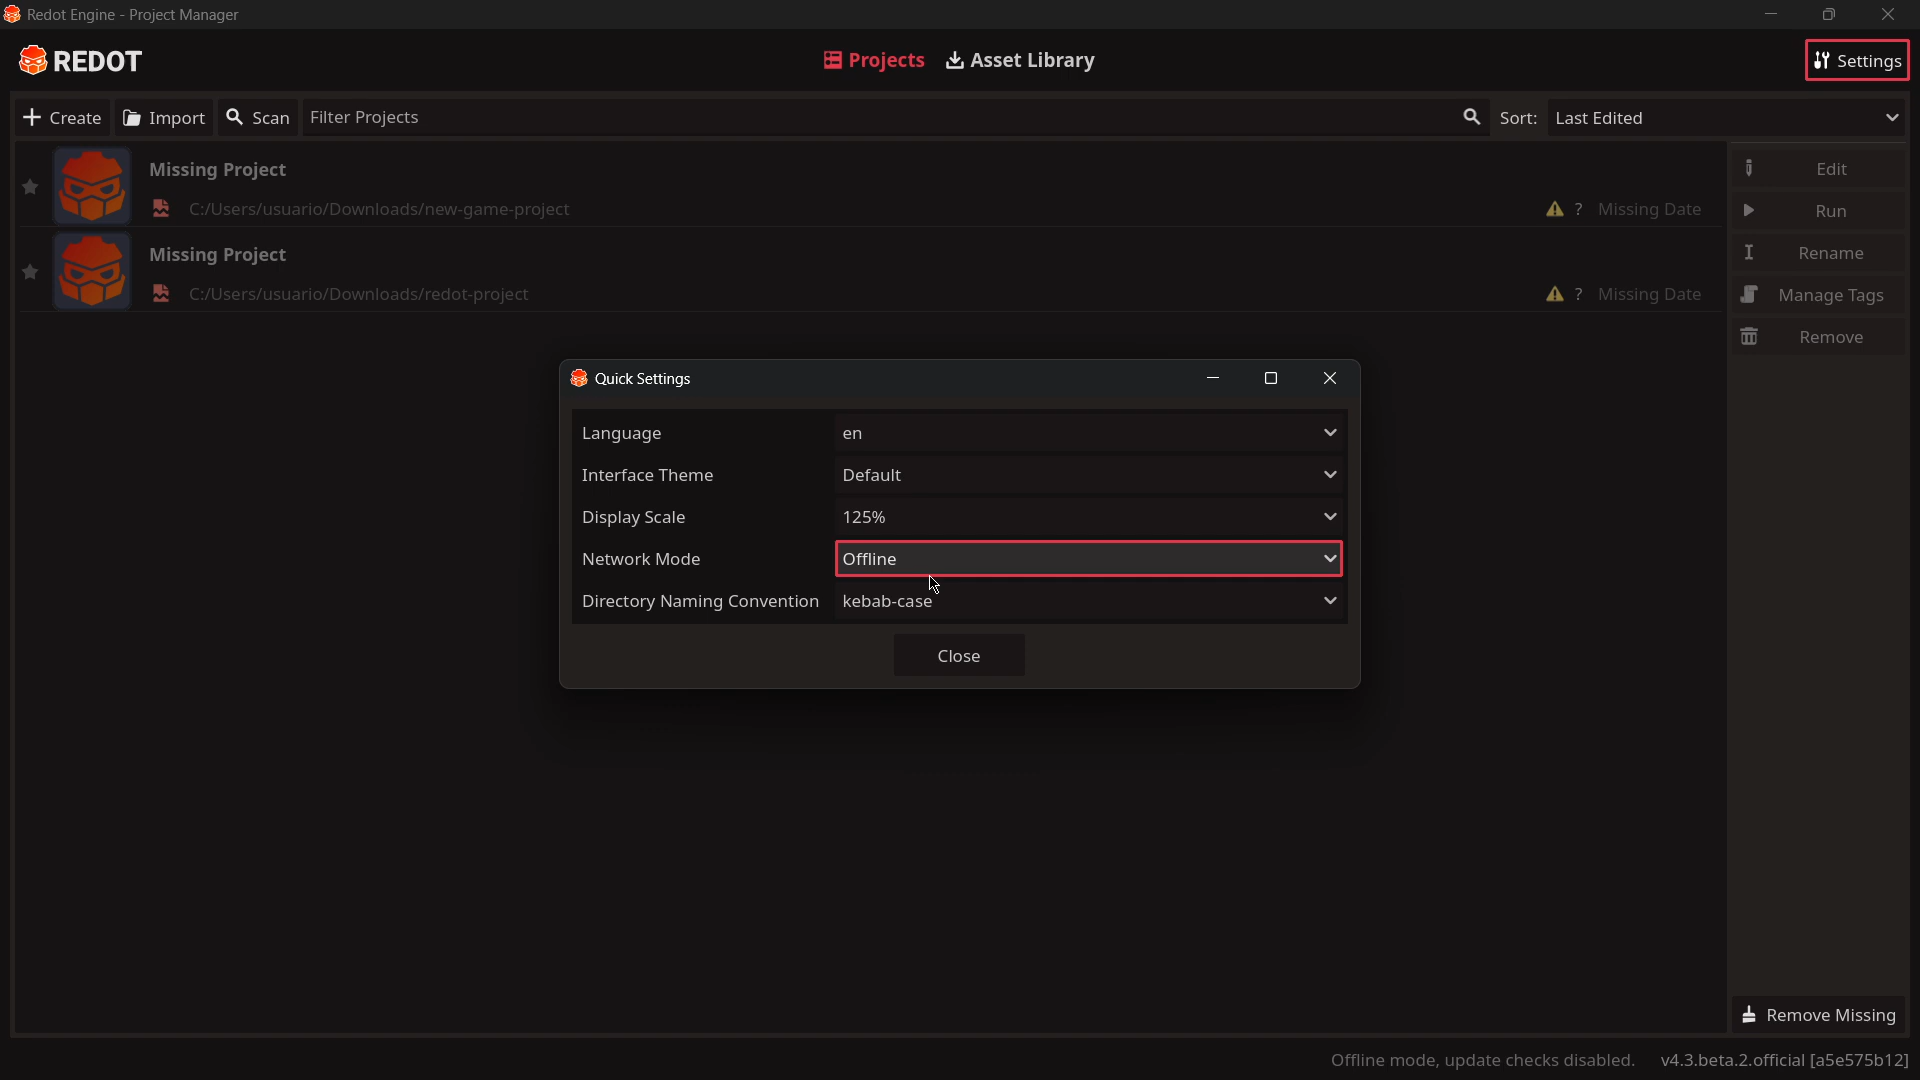 Redot Engine - Project Manager
REDOT
Projects
Asset Library
Settings
Create
Import
Scan
Filter Projects
Sort:
Last Edited
Missing Project
C:/Users/usuario/Downloads/new-game-project
? Missing Date
Missing Project
C:/Users/usuario/Downloads/redot-project
? Missing Date
Edit
Run
Rename
Manage Tags
Remove
Quick Settings
Language en
Interface Theme Default
Display Scale 125%
Network Mode Offline
Directory Naming Convention kebab-case
Close
Remove Missing
Offline mode, update checks disabled. v4.3.beta.2.official [a5e575b12]